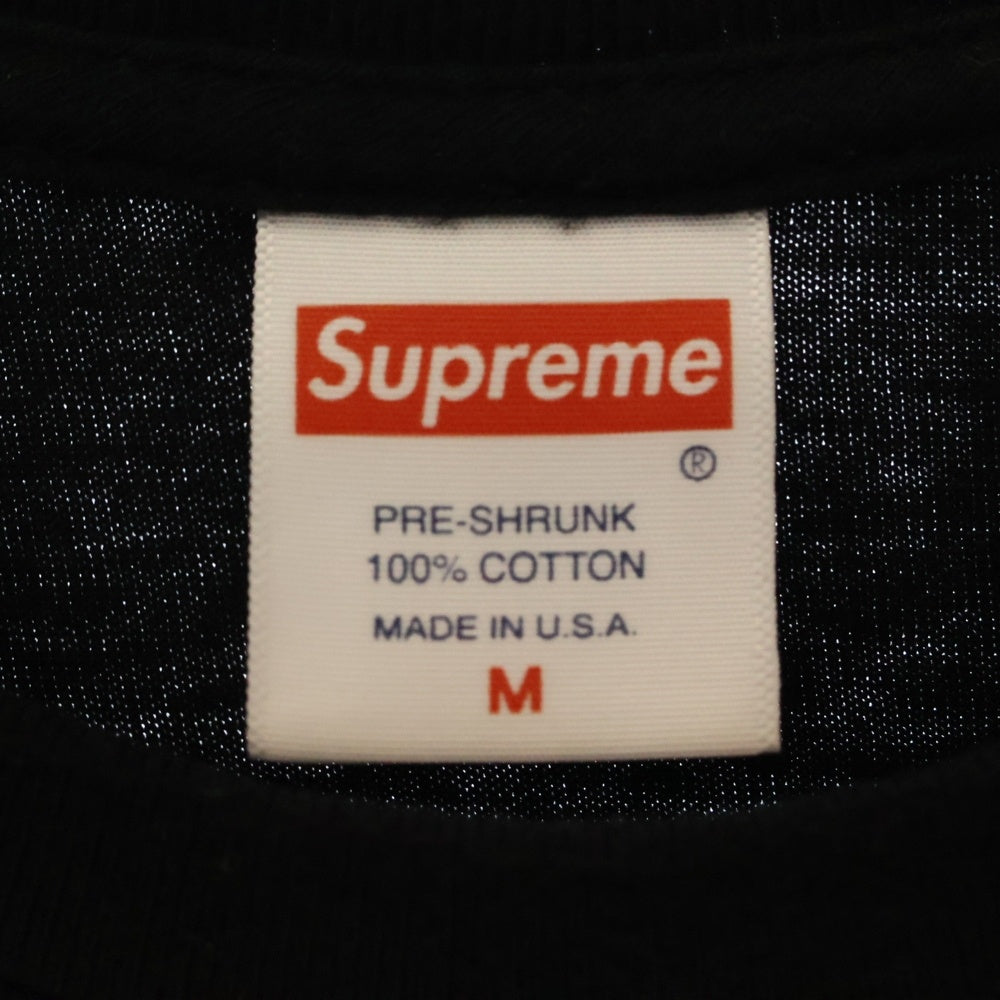 Supreme
®
PRE-SHRUNK
100% COTTON
MADE IN U.S.A.
M